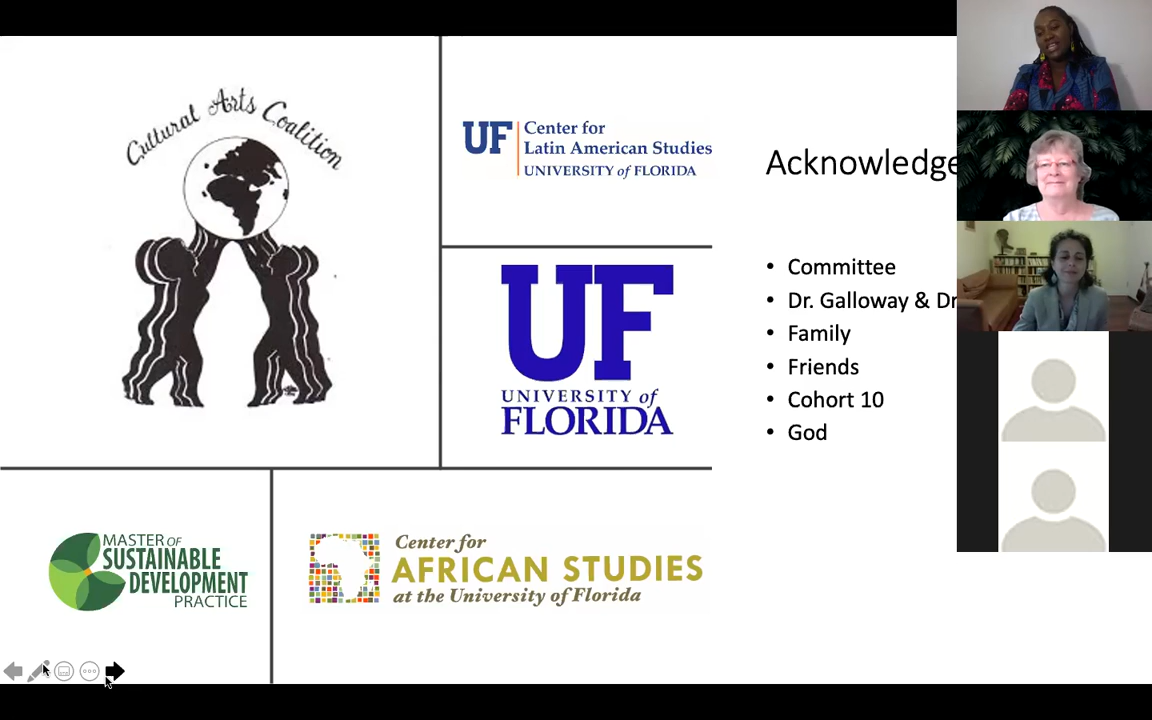 Cultural Arts Coalition
UF
Center for
Latin American Studies
UNIVERSITY of FLORIDA
UF
UNIVERSITY of
FLORIDA
MASTER OF
SUSTAINABLE
DEVELOPMENT
PRACTICE
Center for
AFRICAN STUDIES
at the University of Florida
Acknowledge
• Committee
• Dr. Galloway & Dr
• Family
• Friends
• Cohort 10
• God